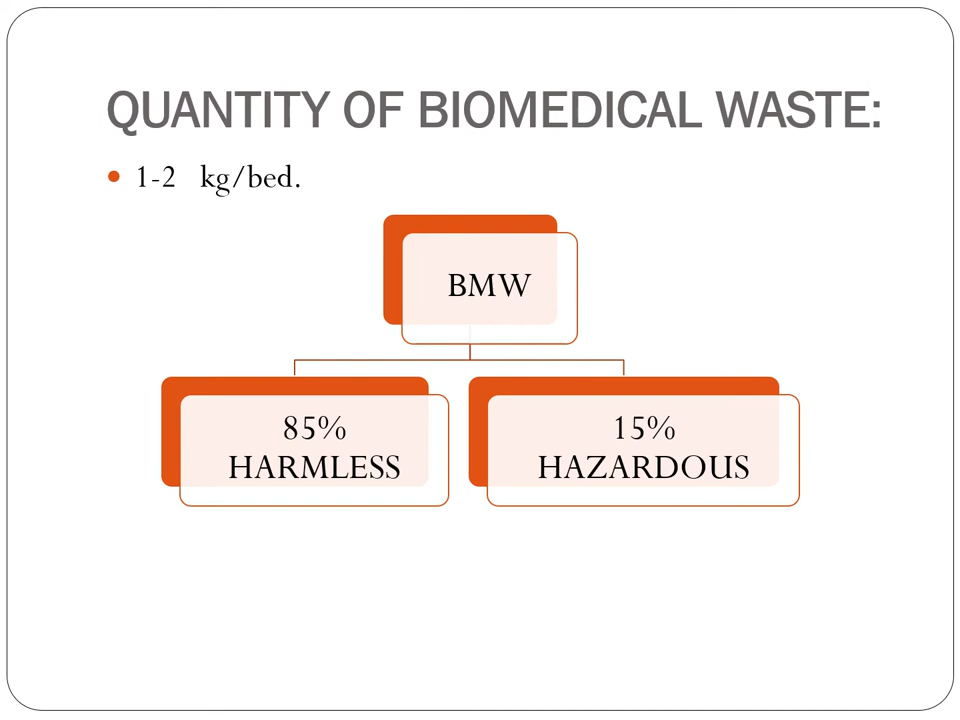 QUANTITY OF BIOMEDICAL WASTE:
• 1-2 kg/bed.
BMW
85%
HARMLESS
15%
HAZARDOUS